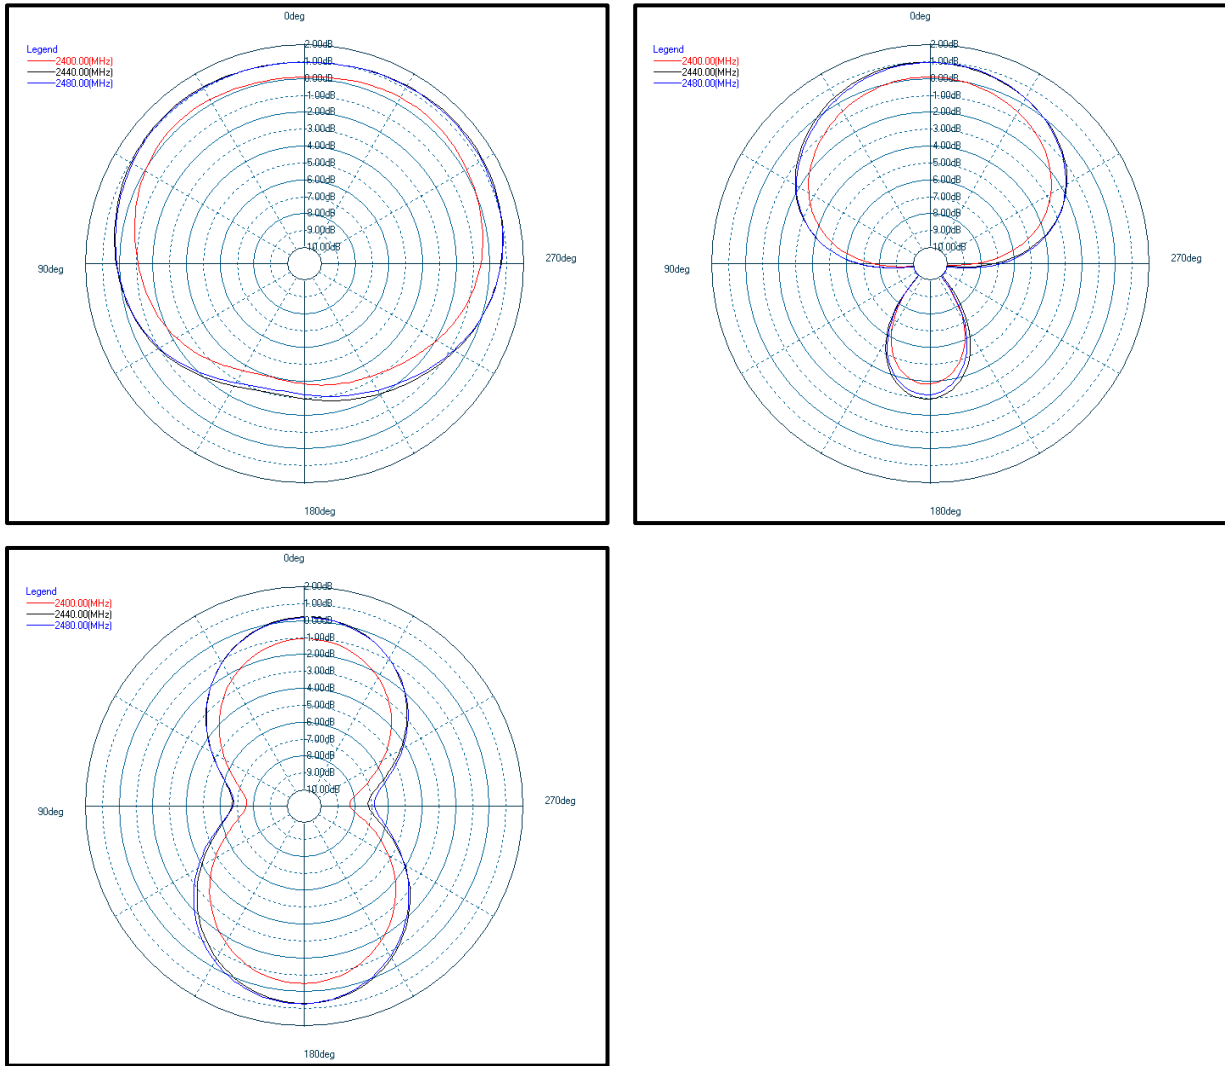 0deg
Legend
2400.00(MHz)
2440.00(MHz)
2480.00(MHz)
2.00dB
1.00dB
0.00dB
1.00dB
2.00dB
3.00dB
4.00dB
5.00dB
6.00dB
7.00dB
8.00dB
9.00dB
10.00dB
90deg
270deg
180deg
0deg
Legend
2400.00(MHz)
2440.00(MHz)
2480.00(MHz)
2.00dB
1.00dB
0.00dB
1.00dB
2.00dB
3.00dB
4.00dB
5.00dB
6.00dB
7.00dB
8.00dB
9.00dB
10.00dB
90deg
270deg
180deg
0deg
Legend
2400.00(MHz)
2440.00(MHz)
2480.00(MHz)
2.00dB
1.00dB
0.00dB
1.00dB
2.00dB
3.00dB
4.00dB
5.00dB
6.00dB
7.00dB
8.00dB
9.00dB
10.00dB
90deg
270deg
180deg